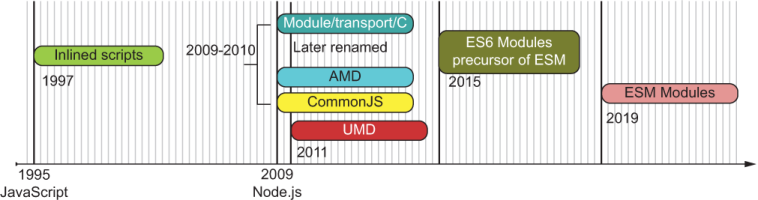 Inlined scripts
1997
2009-2010
Module/transport/C
Later renamed
AMD
CommonJS
UMD
2011
ES6 Modules
precursor of ESM
2015
ESM Modules
2019
1995
JavaScript
2009
Node.js